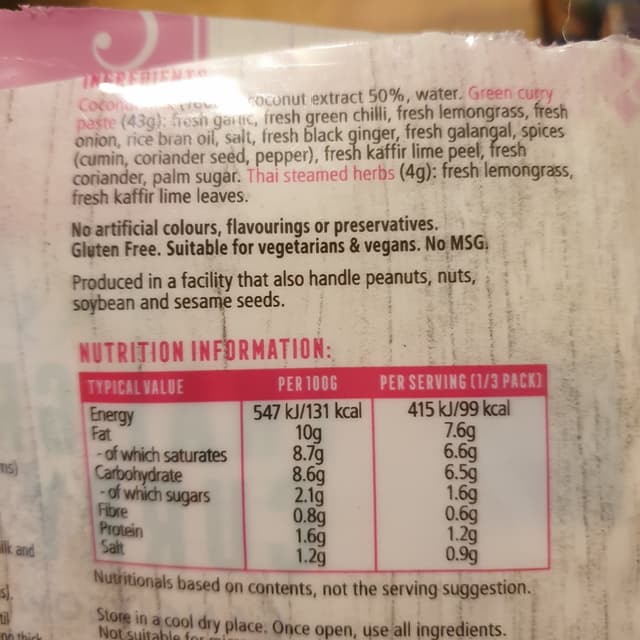 INGREDIENTS
coconut extract 50%, water. Green curry
paste (43g): fresh garlic, fresh green chilli, fresh lemongrass, fresh
onion, rice bran oil, salt, fresh black ginger, fresh galangal, spices
(cumin, coriander seed, pepper), fresh kaffir lime peel, fresh
coriander, palm sugar. Thai steamed herbs (4g): fresh lemongrass,
fresh kaffir lime leaves.
No artificial colours, flavourings or preservatives.
Gluten Free. Suitable for vegetarians & vegans. No MSG.
Produced in a facility that also handle peanuts, nuts,
soybean and sesame seeds.
NUTRITION INFORMATION:
TYPICAL VALUE PER 100G PER SERVING (1/3 PACK)
Energy 547 kJ/131 kcal 415 kJ/99 kcal
Fat 10g 7.6g
- of which saturates 8.7g 6.6g
Carbohydrate 8.6g 6.5g
- of which sugars 2.1g 1.6g
Fibre 0.8g 0.6g
Protein 1.6g 1.2g
Salt 1.2g 0.9g
Nutritionals based on contents, not the serving suggestion.
Store in a cool dry place. Once open, use all ingredients.
Not suitable for